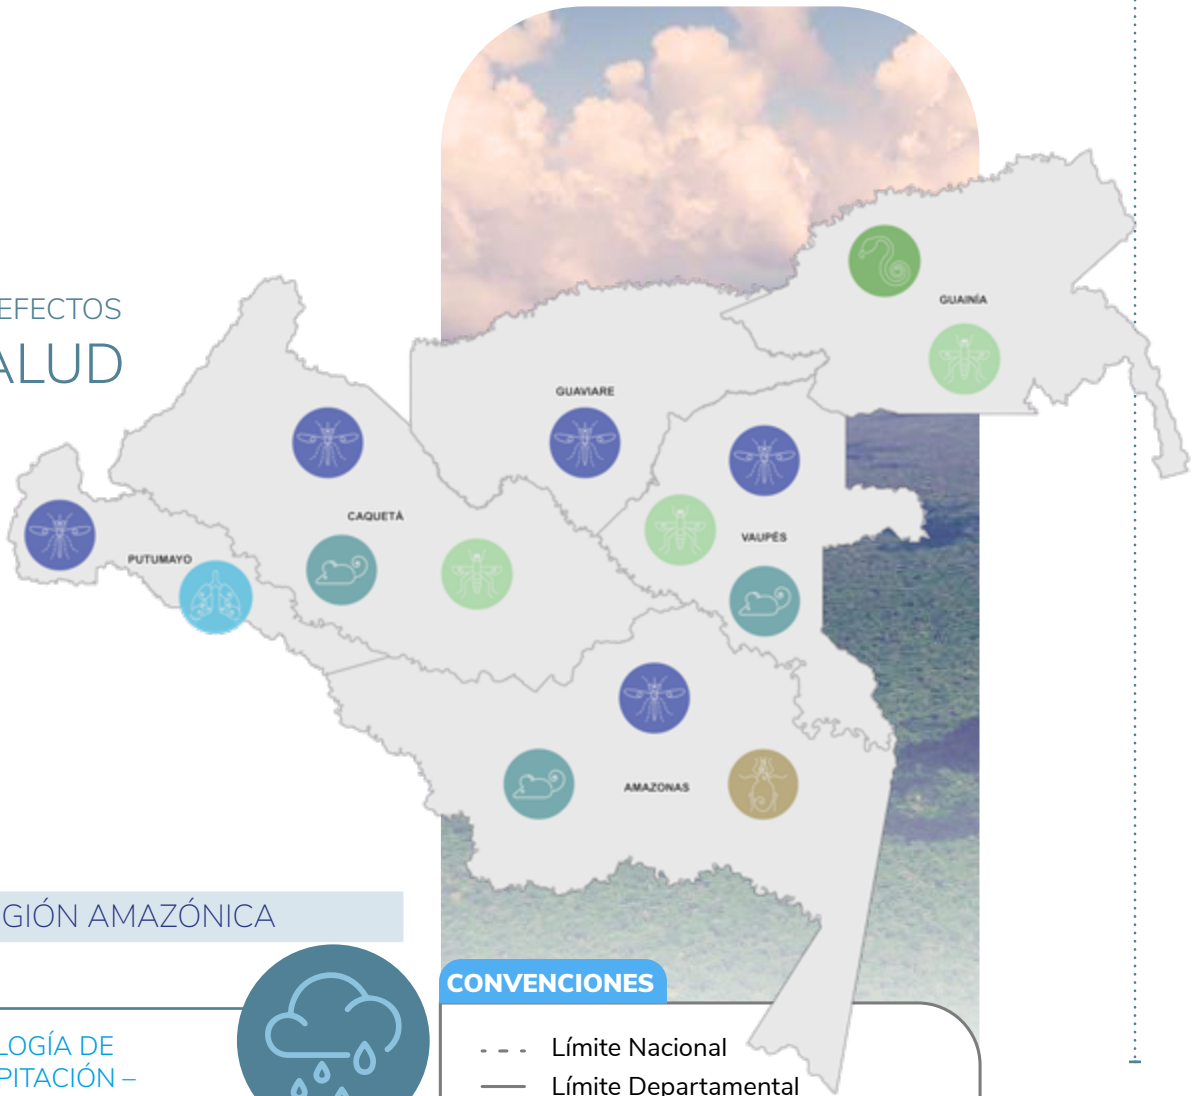 EFECTOS
ALUD
GUAINÍA
GUAVIARE
CAQUETÁ
VAUPÉS
PUTUMAYO
AMAZONAS
GIÓN AMAZÓNICA
LOGÍA DE
PITACIÓN –
CONVENCIONES
Límite Nacional
Límite Departamental